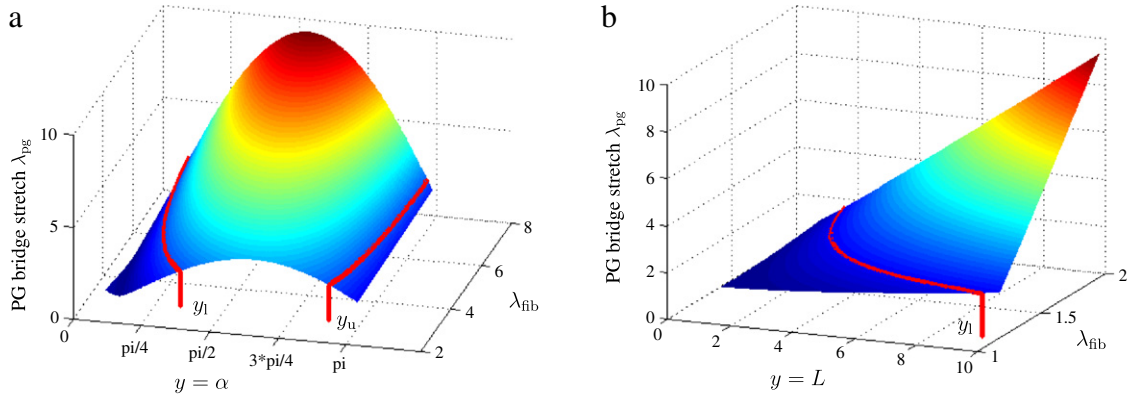 a
PG bridge stretch λpg
10
5
0
0
pi/4
pi/2
3*pi/4
pi
y = α
yl
yu
2
4
6
8
λfib
b
PG bridge stretch λpg
10
8
6
4
2
0
0
2
4
6
8
10
y = L
yl
1
1.5
2
λfib